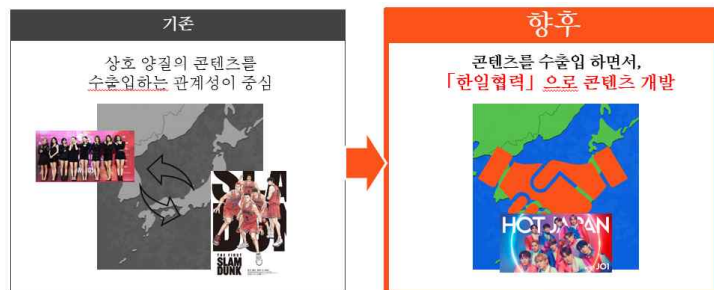 기존
상호 양질의 콘텐츠를
수출입하는 관계성이 중심
THE FIRST
SLAM
DUNK
향후
콘텐츠를 수출입 하면서,
「한일협력」으로 콘텐츠 개발
HOT JAPAN
JO1